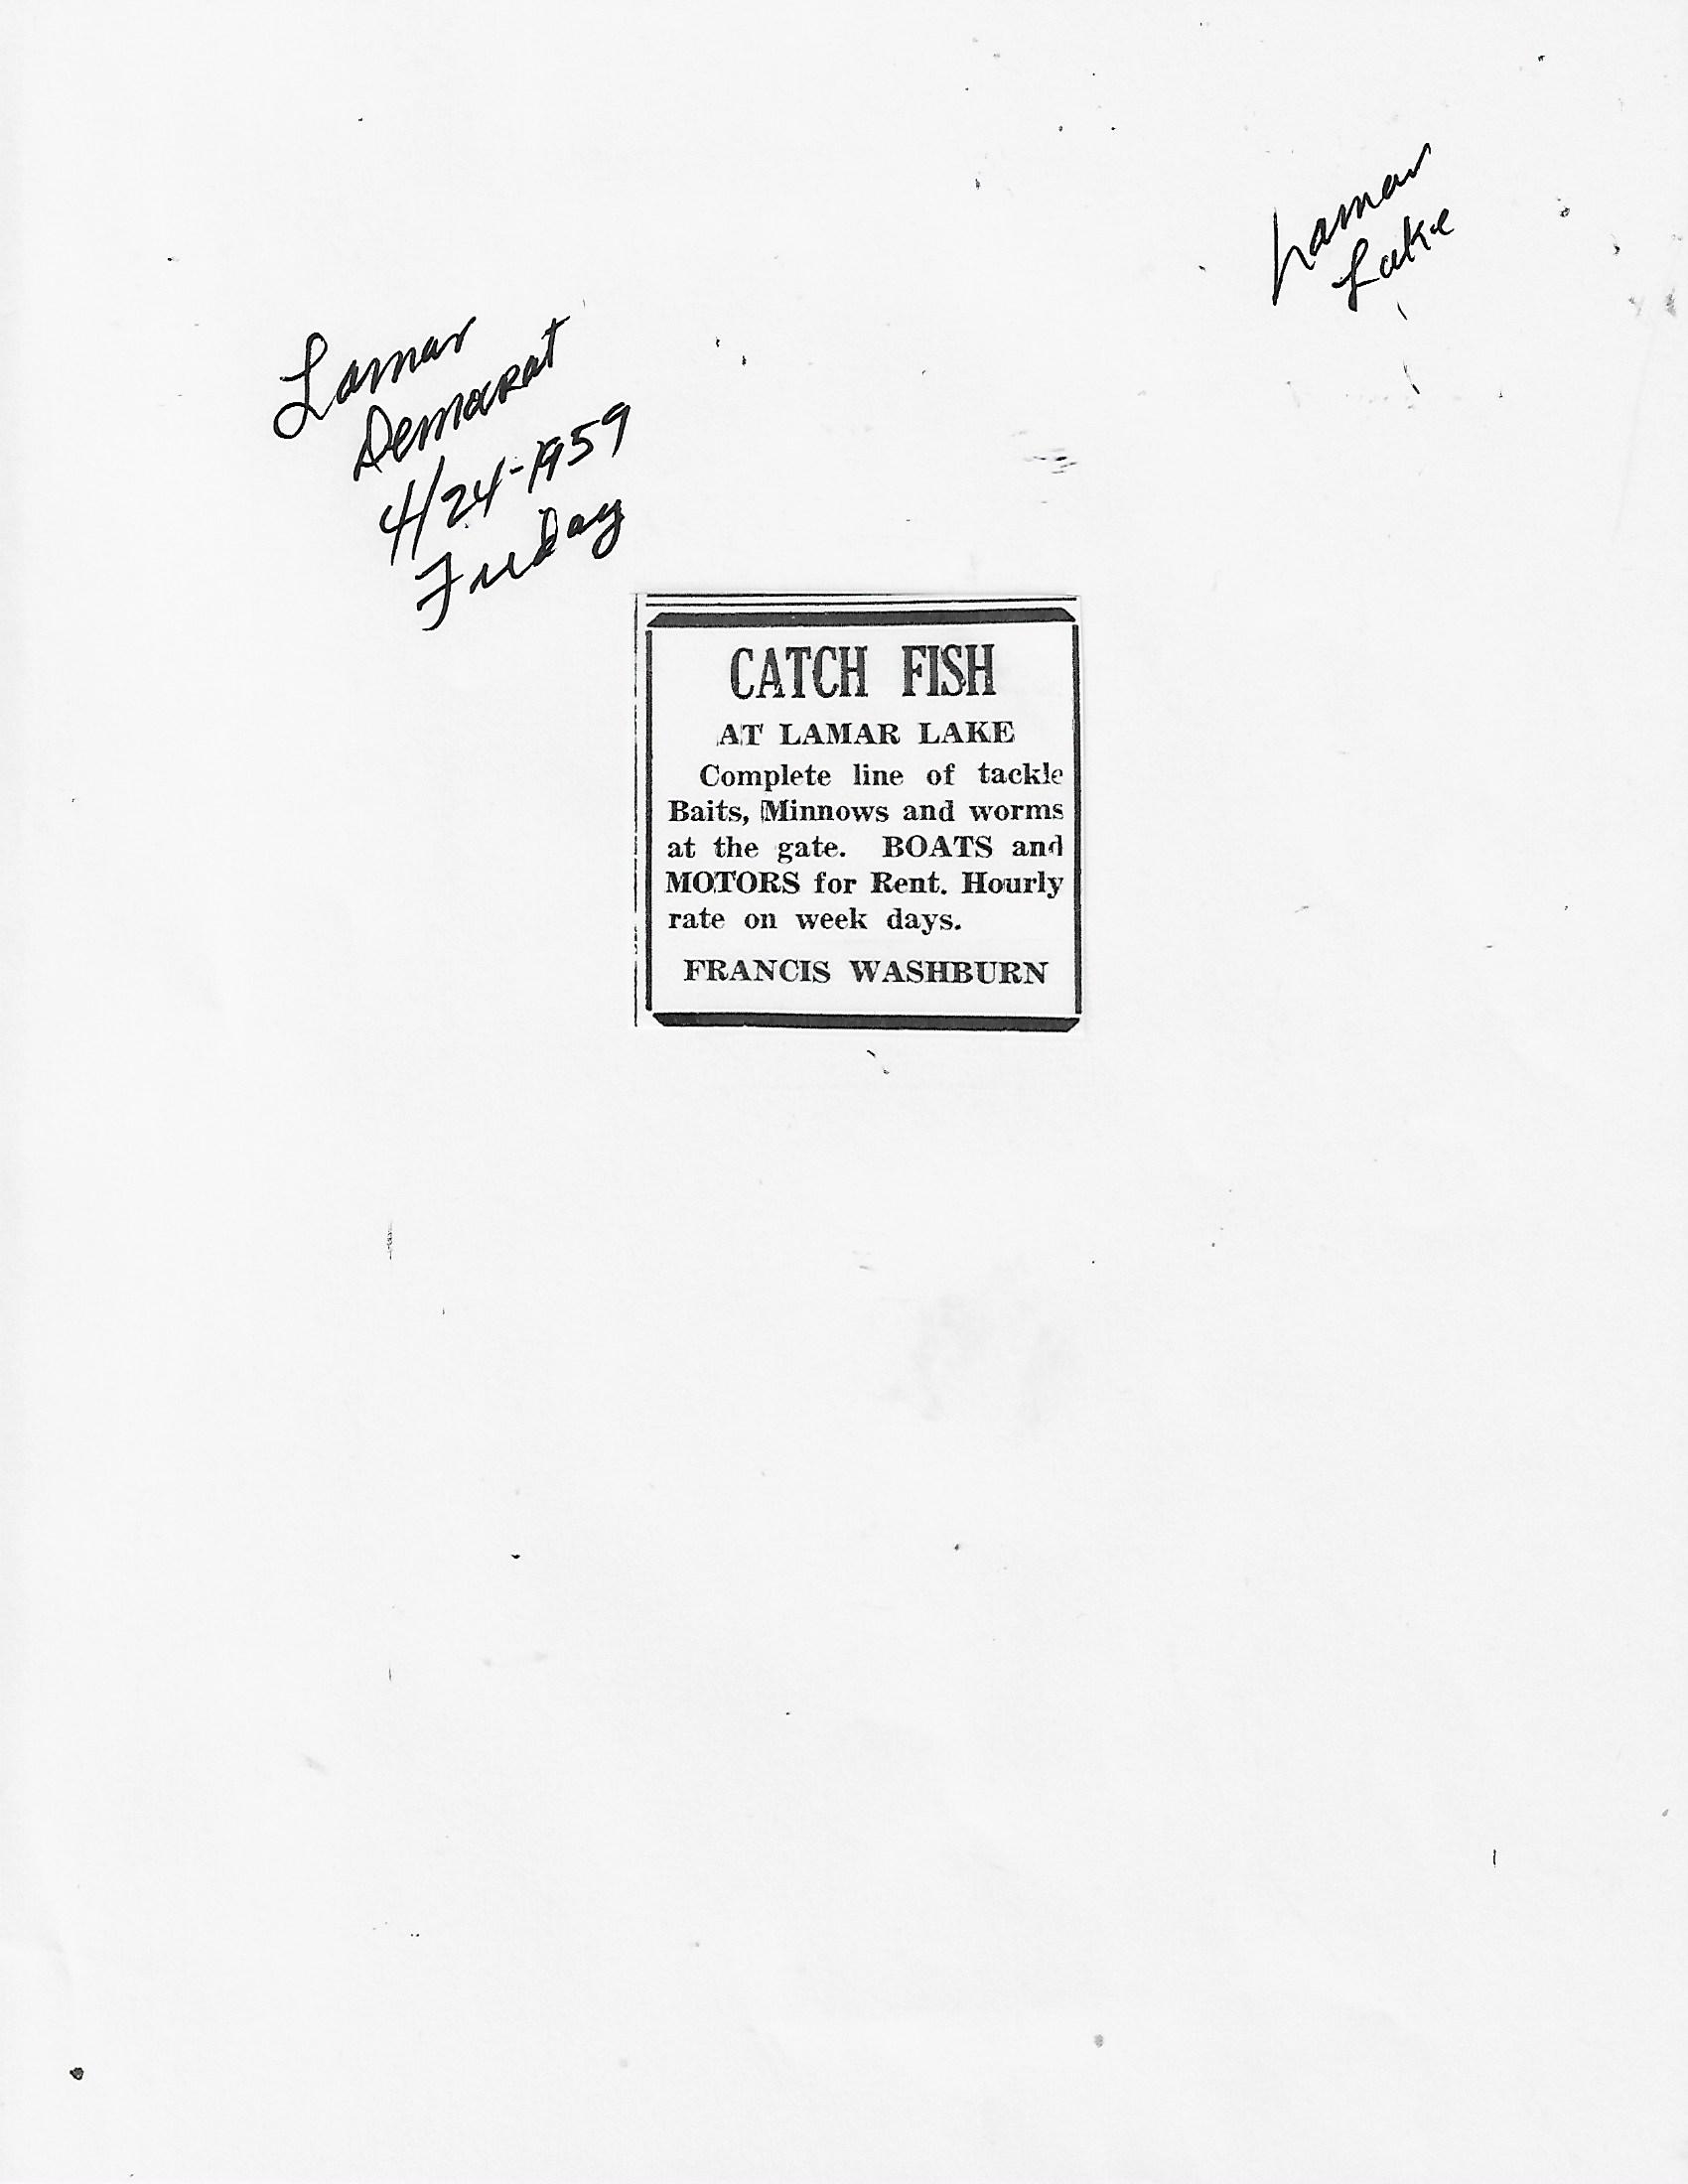 Lamar
Lake
Lamar
Democrat
4/24-1959
Friday
CATCH FISH
AT LAMAR LAKE
Complete line of tackle
Baits, Minnows and worms
at the gate. BOATS and
MOTORS for Rent. Hourly
rate on week days.
FRANCIS WASHBURN